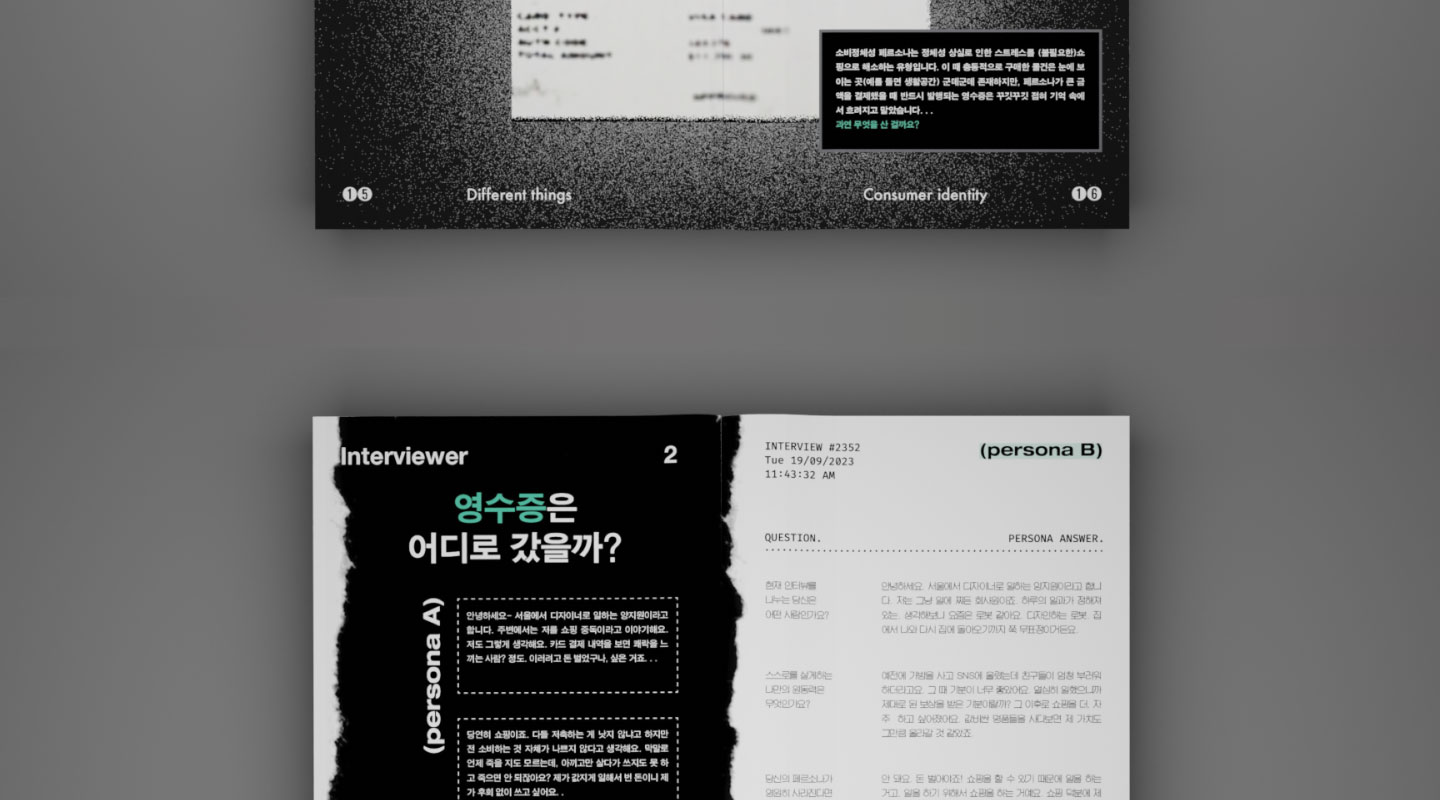 CARD TYPE
VISA CARD
ACCT #
AUTH CODE
TOTAL AMOUNT
APPROVED
소비정체성 페르소나는 정체성 상실로 인한 스트레스를 (불필요한)쇼
핑으로 해소하는 유형입니다. 이 때 충동적으로 구매한 물건은 눈에 보
이는 곳(예를 들면 생활공간) 군데군데 존재하지만, 페르소나가 큰 금
액을 결제했을 때 반드시 발행되는 영수증은 꾸깃꾸깃 접혀 기억 속에
서 흐려지고 말았습니다. . .
과연 무엇을 산 걸까요?
15
Different things
Consumer identity
16
Interviewer
2
영수증은
어디로 갔을까?
(persona A)
안녕하세요~ 서울에서 디자이너로 일하는 양지원이라고
합니다. 주변에서는 저를 쇼핑 중독이라고 이야기해요.
저도 그렇게 생각해요. 카드 결제 내역을 보면 쾌락을 느
끼는 사람? 정도. 이러려고 돈 벌었구나, 싶은 거죠. . .
당연히 쇼핑이죠. 다들 저축하는 게 낫지 않냐고 하지만
전 소비하는 것 자체가 나쁘지 않다고 생각해요. 막말로
언제 죽을 지도 모르는데, 아끼고만 살다가 쓰지도 못 하
고 죽으면 안 되잖아요? 제가 값지게 일해서 번 돈이니 제
가 후회 없이 쓰고 싶어요. .
INTERVIEW #2352
Tue 19/09/2023
11:43:32 AM
(persona B)
QUESTION.
PERSONA ANSWER.
현재 인터뷰를
나누는 당신은
어떤 사람인가요?
안녕하세요. 서울에서 디자이너로 일하는 양지원이라고 합니
다. 저는 그냥 일에 찌든 회사원이죠. 하루의 일과가 정해져
있는. 생각해보니 요즘은 로봇 같아요. 디자인하는 로봇. 집
에서 나와 다시 집에 돌아오기까지 쭉 무표정이거든요.
스스로를 살게하는
나만의 원동력은
무엇인가요?
예전에 가방을 사고 SNS에 올렸는데 친구들이 엄청 부러워
하더라고요. 그 때 기분이 너무 좋았어요. 열심히 일했으니까
제대로 된 보상을 받은 기분이랄까? 그 이후로 쇼핑을 더. 자
주 하고 싶어졌어요. 값비싼 명품들을 사다보면 제 가치도
그만큼 올라갈 것 같았죠.
당신의 페르소나가
영원히 사라진다면
안 돼요. 돈 벌어야죠! 쇼핑을 할 수 있기 때문에 일을 하는
거고, 일을 하기 위해서 쇼핑을 하는 거예요. 쇼핑 덕분에 제